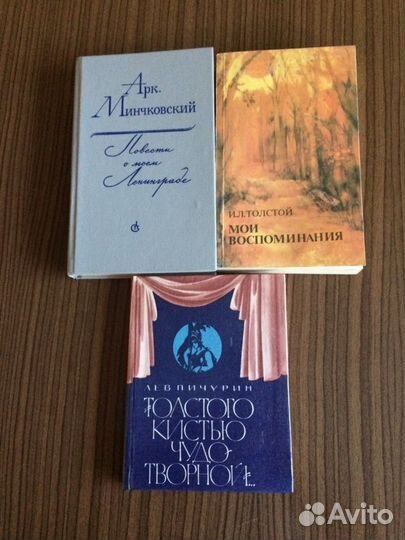 Арк.
Минчковский
Повести
о моем
Ленинграде
И.Л.ТОЛСТОЙ
МОИ
ВОСПОМИНАНИЯ
ЛЕВ ПИЧУРИН
ТОЛСТОГО
КИСТЬЮ
ЧУДО-
ТВОРНОЙ...
Avito